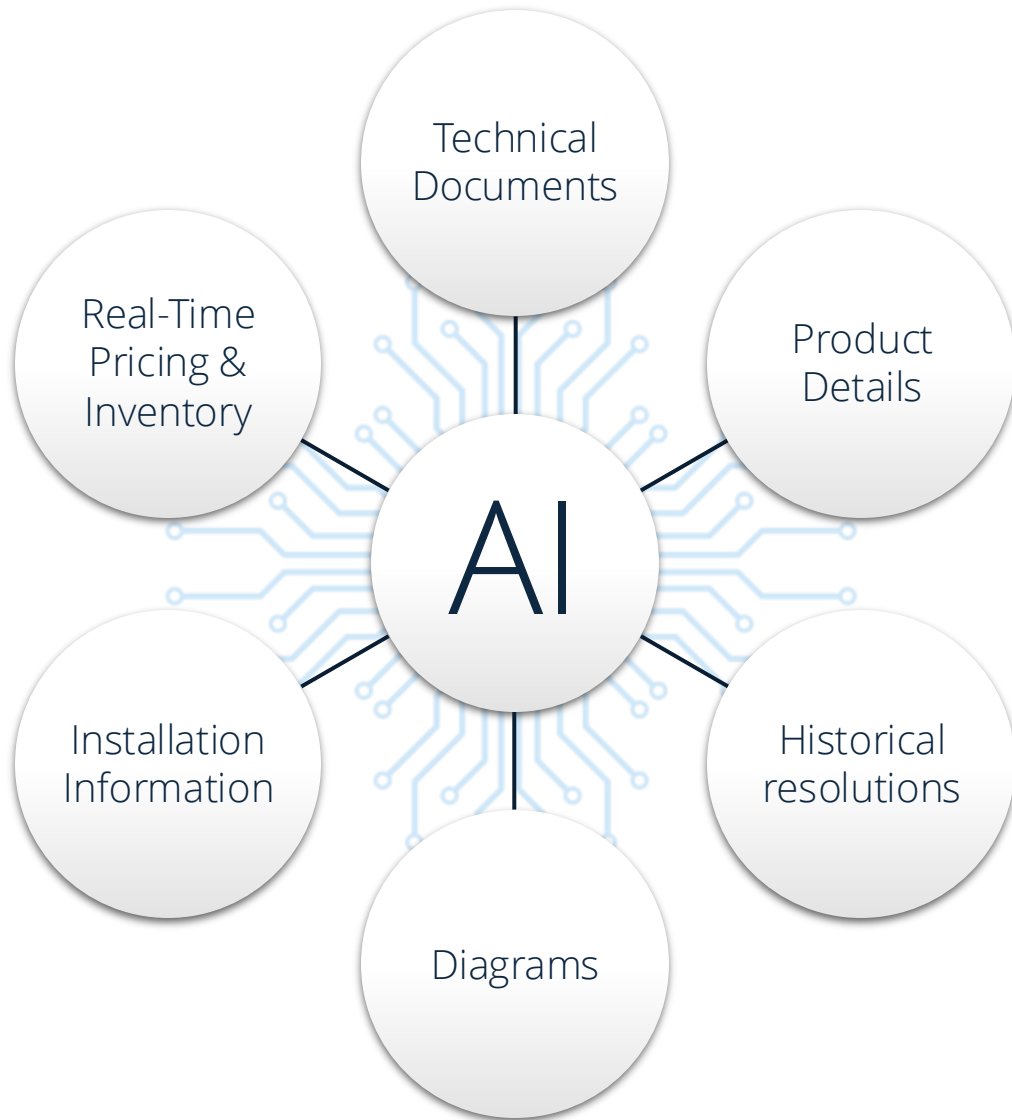 Technical
Documents
Real-Time
Pricing &
Inventory
Product
Details
AI
Installation
Information
Historical
resolutions
Diagrams